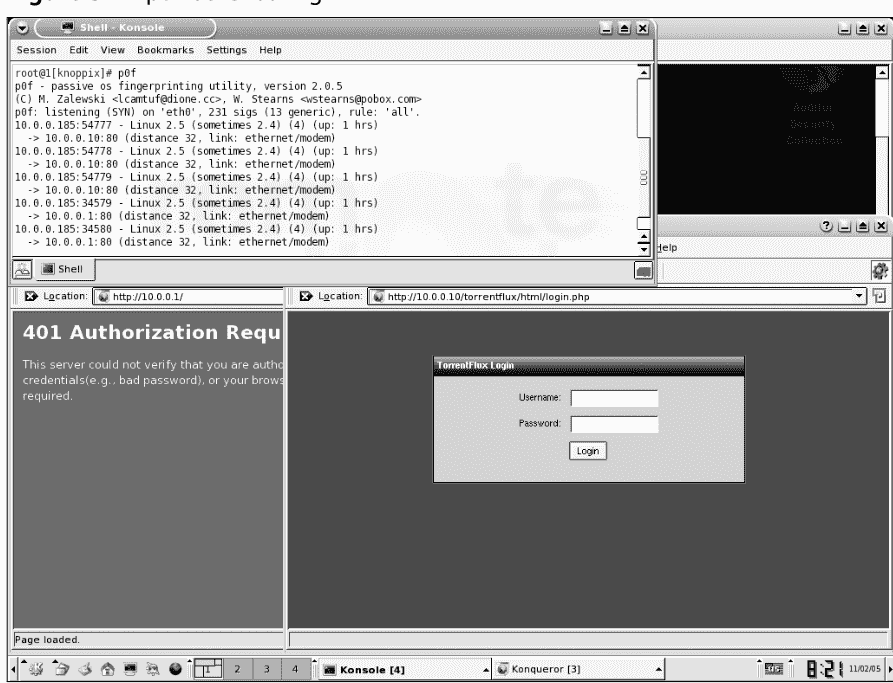 Shell - Konsole
Session Edit View Bookmarks Settings Help
root@1[knoppix]# p0f
p0f - passive os fingerprinting utility, version 2.0.5
(C) M. Zalewski <lcamtuf@dione.cc>, W. Stearns <wstearns@pobox.com>
p0f: listening (SYN) on 'eth0', 231 sigs (13 generic), rule: 'all'.
10.0.0.185:54777 - Linux 2.5 (sometimes 2.4) (4) (up: 1 hrs)
-> 10.0.0.10:80 (distance 32, link: ethernet/modem)
10.0.0.185:54778 - Linux 2.5 (sometimes 2.4) (4) (up: 1 hrs)
-> 10.0.0.10:80 (distance 32, link: ethernet/modem)
10.0.0.185:54779 - Linux 2.5 (sometimes 2.4) (4) (up: 1 hrs)
-> 10.0.0.10:80 (distance 32, link: ethernet/modem)
10.0.0.185:34579 - Linux 2.5 (sometimes 2.4) (4) (up: 1 hrs)
-> 10.0.0.1:80 (distance 32, link: ethernet/modem)
10.0.0.185:34580 - Linux 2.5 (sometimes 2.4) (4) (up: 1 hrs)
-> 10.0.0.1:80 (distance 32, link: ethernet/modem)
Auditor
Security
Collection
Help
Shell
Location: http://10.0.0.1/
Location: http://10.0.0.10/torrentflux/html/login.php
401 Authorization Requ
This server could not verify that you are autho
credentials(e.g., bad password), or your brows
required.
TorrentFlux Login
Username:
Password:
Login
Page loaded.
1 2 3 4 Konsole [4] Konqueror [3] 8:21 11/02/05